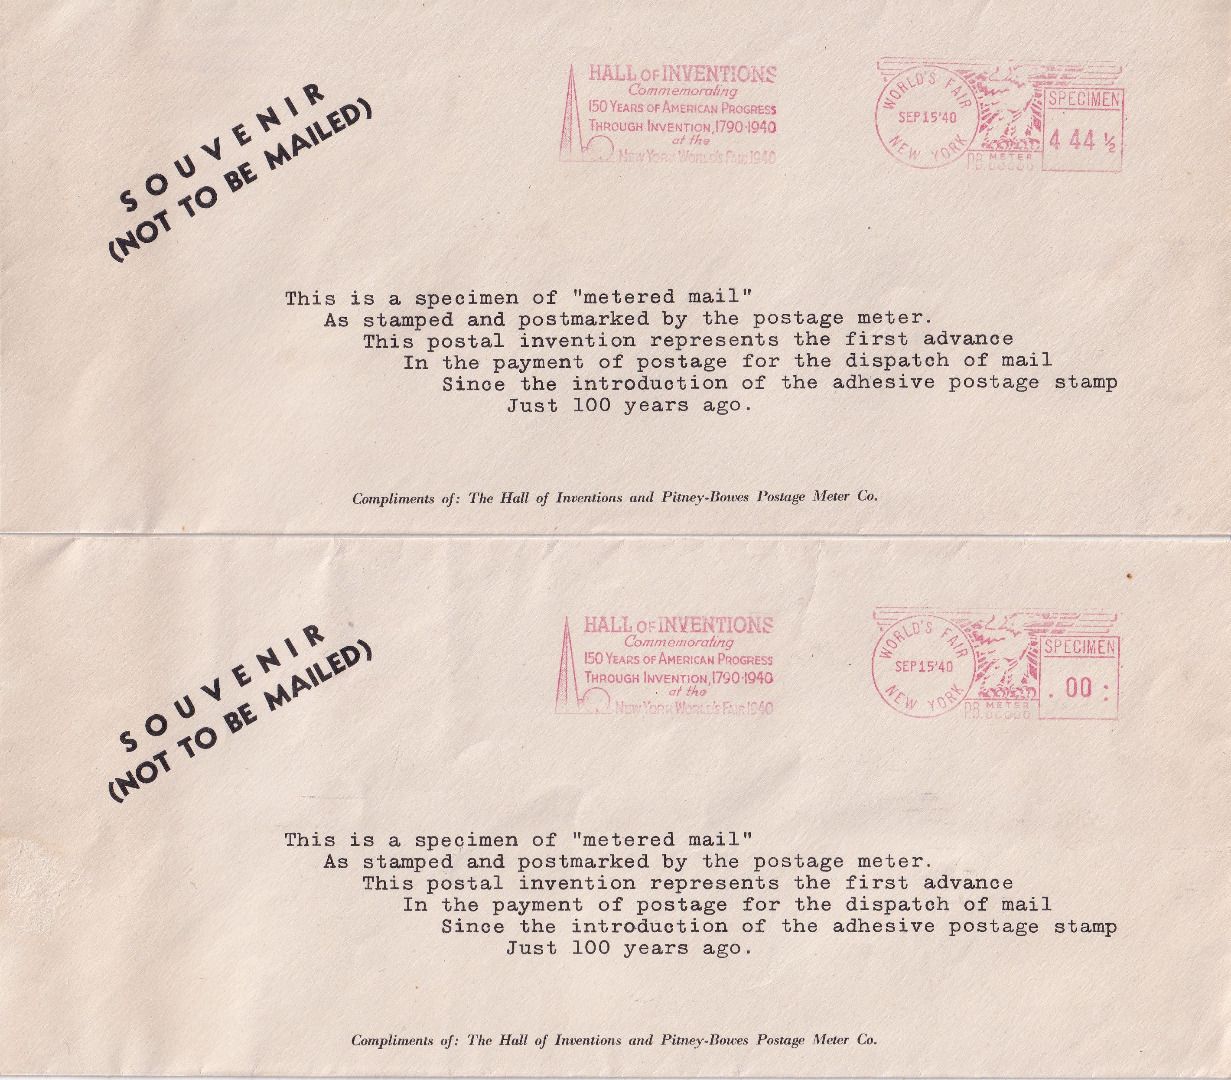 SOUVENIR
(NOT TO BE MAILED)
HALL OF INVENTIONS
Commemorating
150 YEARS OF AMERICAN PROGRESS
THROUGH INVENTION, 1790-1940
at the
New York World's Fair 1940
WORLD'S FAIR
SEP 15 '40
NEW YORK
METER
P.B.
SPECIMEN
4 44 ½
This is a specimen of "metered mail"
As stamped and postmarked by the postage meter.
This postal invention represents the first advance
In the payment of postage for the dispatch of mail
Since the introduction of the adhesive postage stamp
Just 100 years ago.
Compliments of: The Hall of Inventions and Pitney-Bowes Postage Meter Co.
SOUVENIR
(NOT TO BE MAILED)
HALL OF INVENTIONS
Commemorating
150 YEARS OF AMERICAN PROGRESS
THROUGH INVENTION, 1790-1940
at the
New York World's Fair 1940
WORLD'S FAIR
SEP 15 '40
NEW YORK
METER
P.B.
SPECIMEN
. 00 :
This is a specimen of "metered mail"
As stamped and postmarked by the postage meter.
This postal invention represents the first advance
In the payment of postage for the dispatch of mail
Since the introduction of the adhesive postage stamp
Just 100 years ago.
Compliments of: The Hall of Inventions and Pitney-Bowes Postage Meter Co.